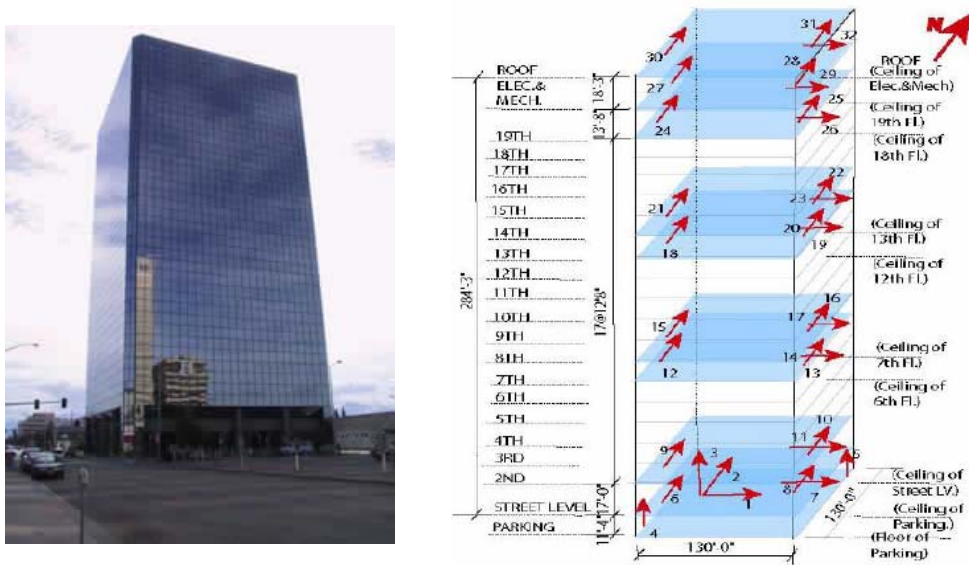 ROOF
ELEC.&
MECH.
19TH
18TH
17TH
16TH
15TH
14TH
13TH
12TH
11TH
10TH
9TH
8TH
7TH
6TH
5TH
4TH
3RD
2ND
STREET LEVEL
PARKING
284'-3"
18'-3"
13'-8"
17@12'8"
17'-0"
11'-4"
130'-0"
130'-0"
N
31
32
30
28
29
27
25
24
26
22
23
21
20
19
18
16
17
15
14
13
12
10
11
9
3
5
2
8
7
6
1
4
ROOF
(Ceiling of
Elec.&Mech)
(Ceiling of
19th Fl.)
(Ceiling of
18th Fl.)
(Ceiling of
13th Fl.)
(Ceiling of
12th Fl.)
(Ceiling of
7th Fl.)
(Ceiling of
6th Fl.)
(Ceiling of
Street LV.)
(Ceiling of
Parking.)
(Floor of
Parking)